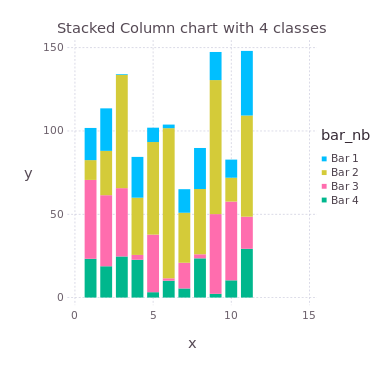 Stacked Column chart with 4 classes
150
100
50
0
y
0
5
10
15
x
bar_nb
Bar 1
Bar 2
Bar 3
Bar 4